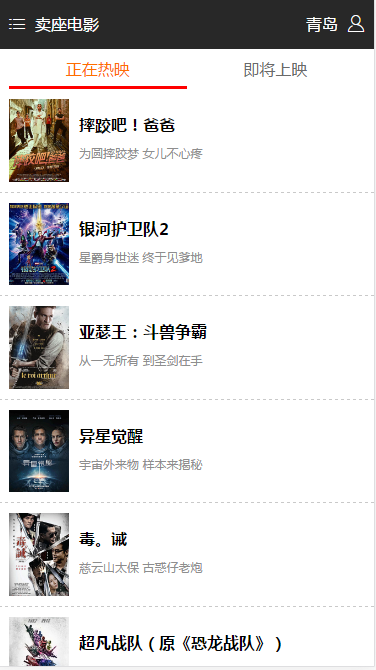 卖座电影
青岛
正在热映
即将上映
摔跤吧！爸爸
为圆摔跤梦 女儿不心疼
银河护卫队2
星爵身世迷 终于见爹地
亚瑟王：斗兽争霸
从一无所有 到圣剑在手
异星觉醒
宇宙外来物 样本来揭秘
毒。诫
慈云山太保 古惑仔老炮
超凡战队（原《恐龙战队》）